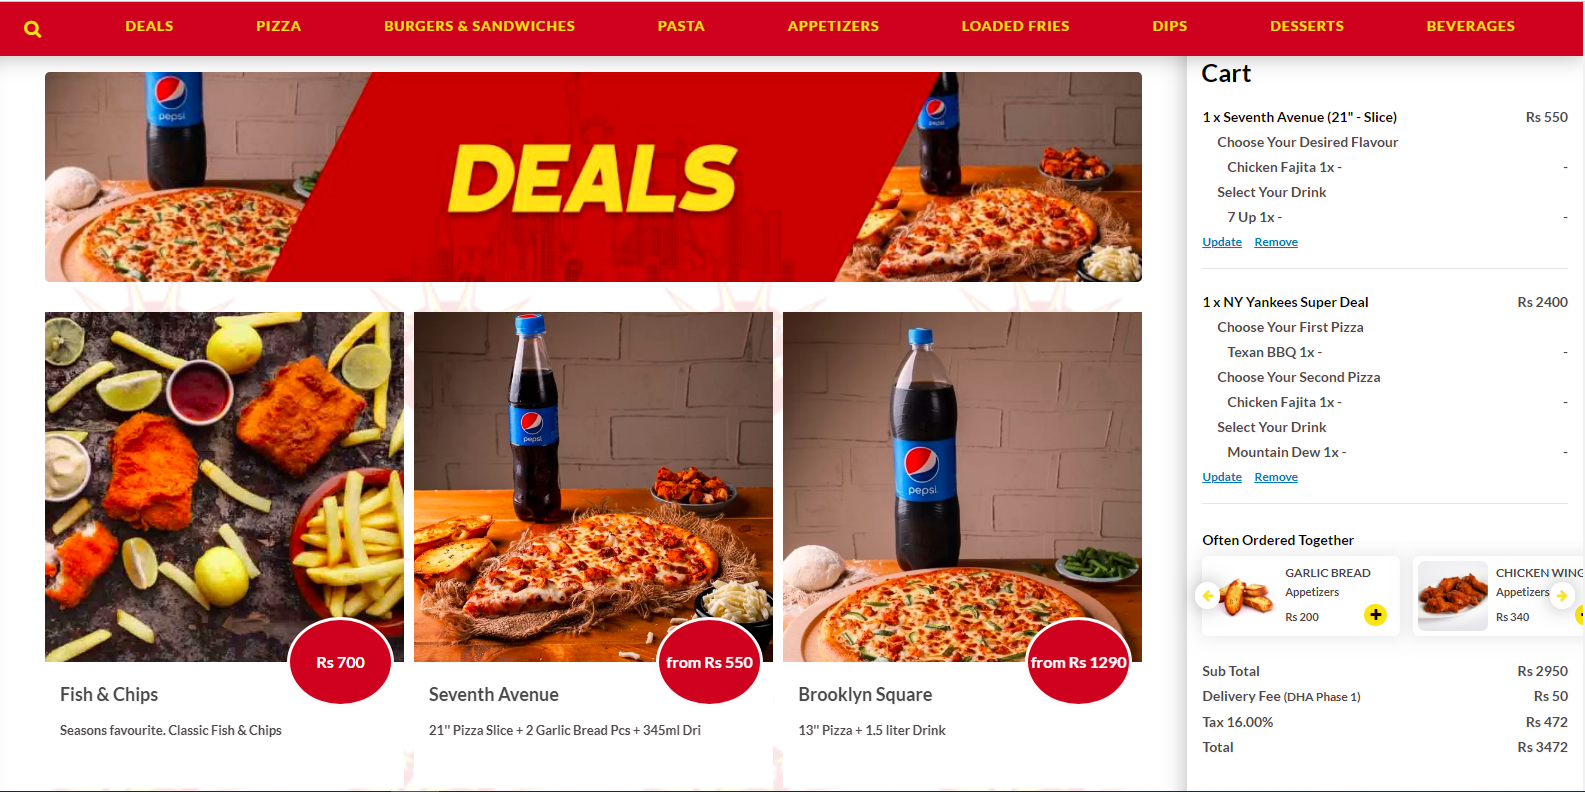 DEALS PIZZA BURGERS & SANDWICHES PASTA APPETIZERS LOADED FRIES DIPS DESSERTS BEVERAGES
pepsi
DEALS
pepsi
pepsi
pepsi
Rs 700
Fish & Chips
Seasons favourite. Classic Fish & Chips
from Rs 550
Seventh Avenue
21'' Pizza Slice + 2 Garlic Bread Pcs + 345ml Dri
from Rs 1290
Brooklyn Square
13'' Pizza + 1.5 liter Drink
Cart
1 x Seventh Avenue (21" - Slice) Rs 550
Choose Your Desired Flavour
Chicken Fajita 1x - -
Select Your Drink
7 Up 1x - -
Update Remove
1 x NY Yankees Super Deal Rs 2400
Choose Your First Pizza
Texan BBQ 1x - -
Choose Your Second Pizza
Chicken Fajita 1x - -
Select Your Drink
Mountain Dew 1x - -
Update Remove
Often Ordered Together
GARLIC BREAD
Appetizers
Rs 200
CHICKEN WING
Appetizers
Rs 340
Sub Total Rs 2950
Delivery Fee (DHA Phase 1) Rs 50
Tax 16.00% Rs 472
Total Rs 3472